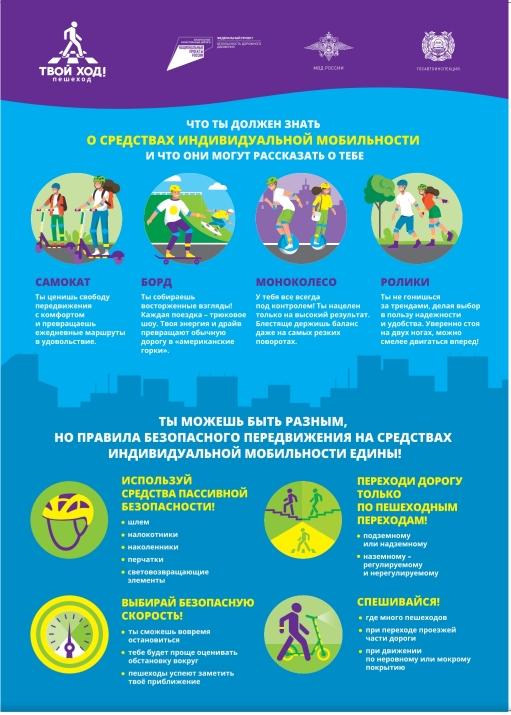 ТВОЙ ХОД!
пешеход
НАЦИОНАЛЬНЫЕ
ПРОЕКТЫ
РОССИИ
ФЕДЕРАЛЬНЫЙ ПРОЕКТ
БЕЗОПАСНОСТЬ ДОРОЖНОГО
ДВИЖЕНИЯ
МВД РОССИИ
ГОСАВТОИНСПЕКЦИЯ
ЧТО ТЫ ДОЛЖЕН ЗНАТЬ
О СРЕДСТВАХ ИНДИВИДУАЛЬНОЙ МОБИЛЬНОСТИ
И ЧТО ОНИ МОГУТ РАССКАЗАТЬ О ТЕБЕ
САМОКАТ
Ты ценишь свободу
передвижения
с комфортом
и превращаешь
ежедневные маршруты
в удовольствие.
БОРД
Ты собираешь
восторженные взгляды!
Каждая поездка – трюковое
шоу. Твоя энергия и драйв
превращают обычную
дорогу в «американские
горки».
МОНОКОЛЕСО
У тебя все всегда
под контролем! Ты нацелен
только на высокий результат.
Блестяще держишь баланс
даже на самых резких
поворотах.
РОЛИКИ
Ты не гонишься
за трендами, делая выбор
в пользу надежности
и удобства. Уверенно стоя
на двух ногах, можно
смелее двигаться вперед!
ТЫ МОЖЕШЬ БЫТЬ РАЗНЫМ,
НО ПРАВИЛА БЕЗОПАСНОГО ПЕРЕДВИЖЕНИЯ НА СРЕДСТВАХ
ИНДИВИДУАЛЬНОЙ МОБИЛЬНОСТИ ЕДИНЫ!
ИСПОЛЬЗУЙ
СРЕДСТВА ПАССИВНОЙ
БЕЗОПАСНОСТИ!
• шлем
• налокотники
• наколенники
• перчатки
• световозвращающие
элементы
ПЕРЕХОДИ ДОРОГУ
ТОЛЬКО
ПО ПЕШЕХОДНЫМ
ПЕРЕХОДАМ!
• подземному
или надземному
• наземному –
регулируемому
и нерегулируемому
ВЫБИРАЙ БЕЗОПАСНУЮ
СКОРОСТЬ!
• ты сможешь вовремя
остановиться
• тебе будет проще оценивать
обстановку вокруг
• пешеходы успеют заметить
твоё приближение
СПЕШИВАЙСЯ!
• где много пешеходов
• при переходе проезжей
части дороги
• при движении
по неровному или мокрому
покрытию